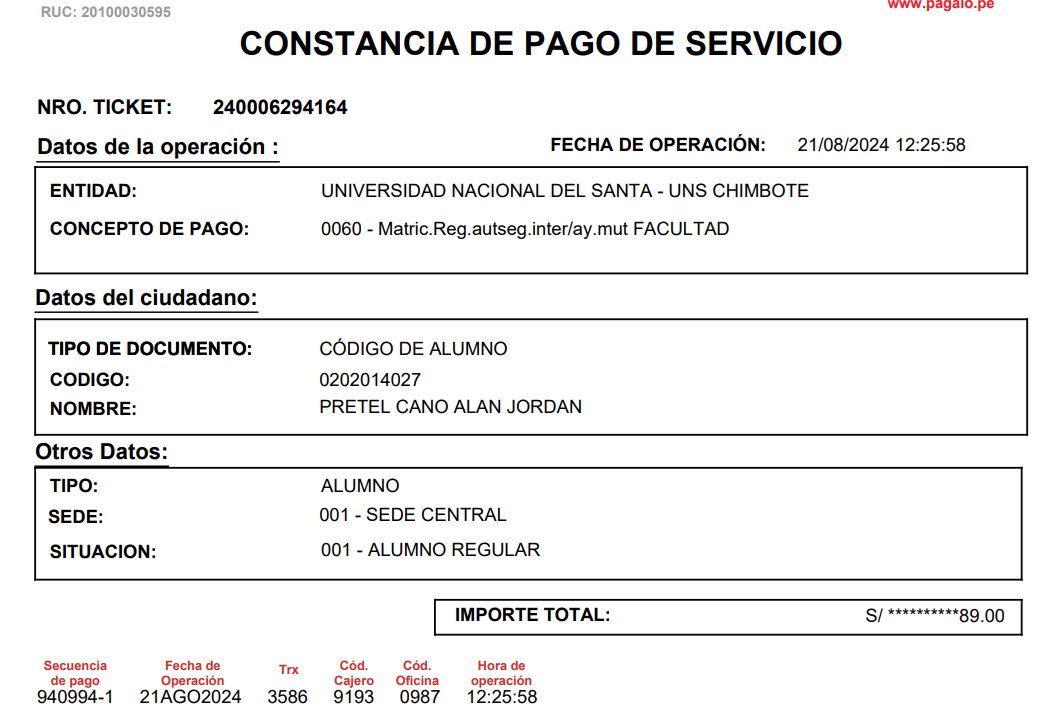 RUC: 20100030595
www.pagalo.pe
CONSTANCIA DE PAGO DE SERVICIO
NRO. TICKET: 240006294164
Datos de la operación :
FECHA DE OPERACIÓN: 21/08/2024 12:25:58
ENTIDAD: UNIVERSIDAD NACIONAL DEL SANTA - UNS CHIMBOTE
CONCEPTO DE PAGO: 0060 - Matric.Reg.autseg.inter/ay.mut FACULTAD
Datos del ciudadano:
TIPO DE DOCUMENTO: CÓDIGO DE ALUMNO
CODIGO: 0202014027
NOMBRE: PRETEL CANO ALAN JORDAN
Otros Datos:
TIPO: ALUMNO
SEDE: 001 - SEDE CENTRAL
SITUACION: 001 - ALUMNO REGULAR
IMPORTE TOTAL: S/ **********89.00
Secuencia Fecha de Trx Cód. Cód. Hora de
de pago Operación Cajero Oficina operación
940994-1 21AGO2024 3586 9193 0987 12:25:58